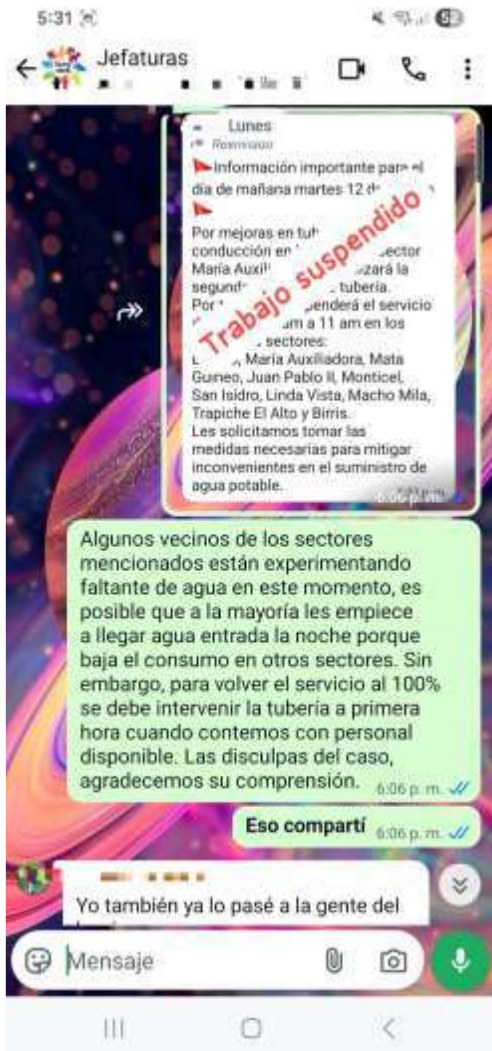 5:31
Jefaturas
Lunes
Reenviado
Información importante para el
día de mañana martes 12 d
Por mejoras en tub
conducción en sector
María Auxil zará la
segund tubería.
Por penderá el servicio
am a 11 am en los
sectores:
María Auxiliadora, Mata
Guineo, Juan Pablo II, Monticel,
San Isidro, Linda Vista, Macho Mila,
Trapiche El Alto y Birris.
Les solicitamos tomar las
medidas necesarias para mitigar
inconvenientes en el suministro de
agua potable.
Trabajo suspendido
6:06 p. m.
Algunos vecinos de los sectores
mencionados están experimentando
faltante de agua en este momento, es
posible que a la mayoría les empiece
a llegar agua entrada la noche porque
baja el consumo en otros sectores. Sin
embargo, para volver el servicio al 100%
se debe intervenir la tubería a primera
hora cuando contemos con personal
disponible. Las disculpas del caso,
agradecemos su comprensión. 6:06 p. m.
Eso compartí 6:06 p. m.
Yo también ya lo pasé a la gente del
Mensaje